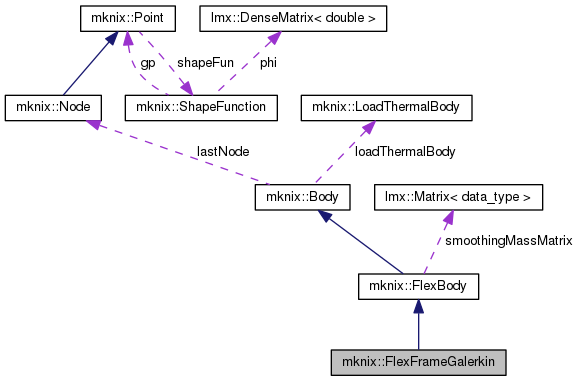 mknix::Point
lmx::DenseMatrix< double >
gp
shapeFun
phi
mknix::Node
mknix::ShapeFunction
mknix::LoadThermalBody
lastNode
loadThermalBody
mknix::Body
lmx::Matrix< data_type >
smoothingMassMatrix
mknix::FlexBody
mknix::FlexFrameGalerkin